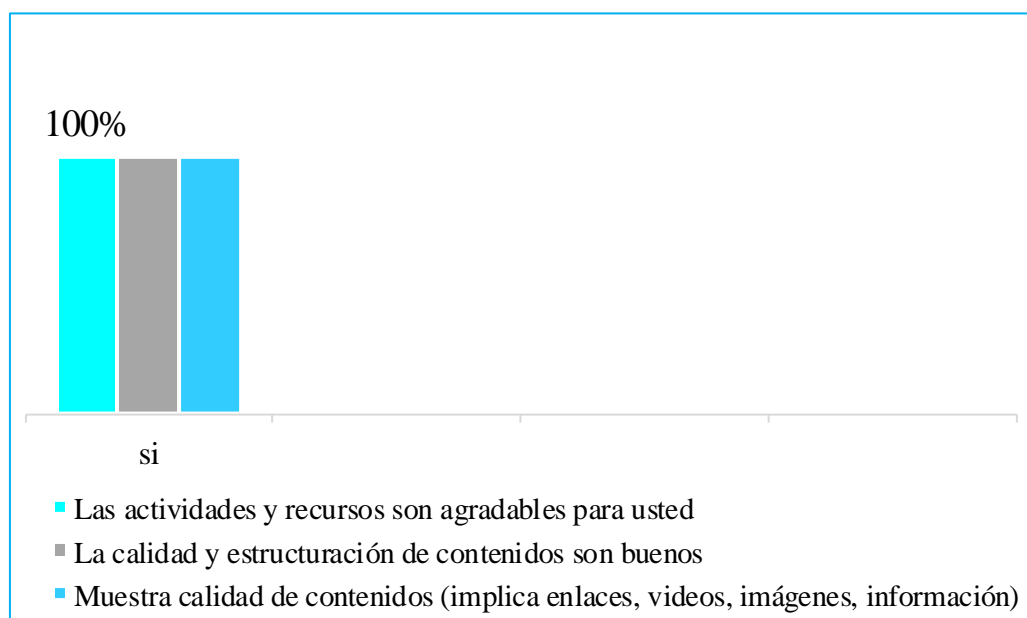 100%
si
Las actividades y recursos son agradables para usted
La calidad y estructuración de contenidos son buenos
Muestra calidad de contenidos (implica enlaces, videos, imágenes, información)